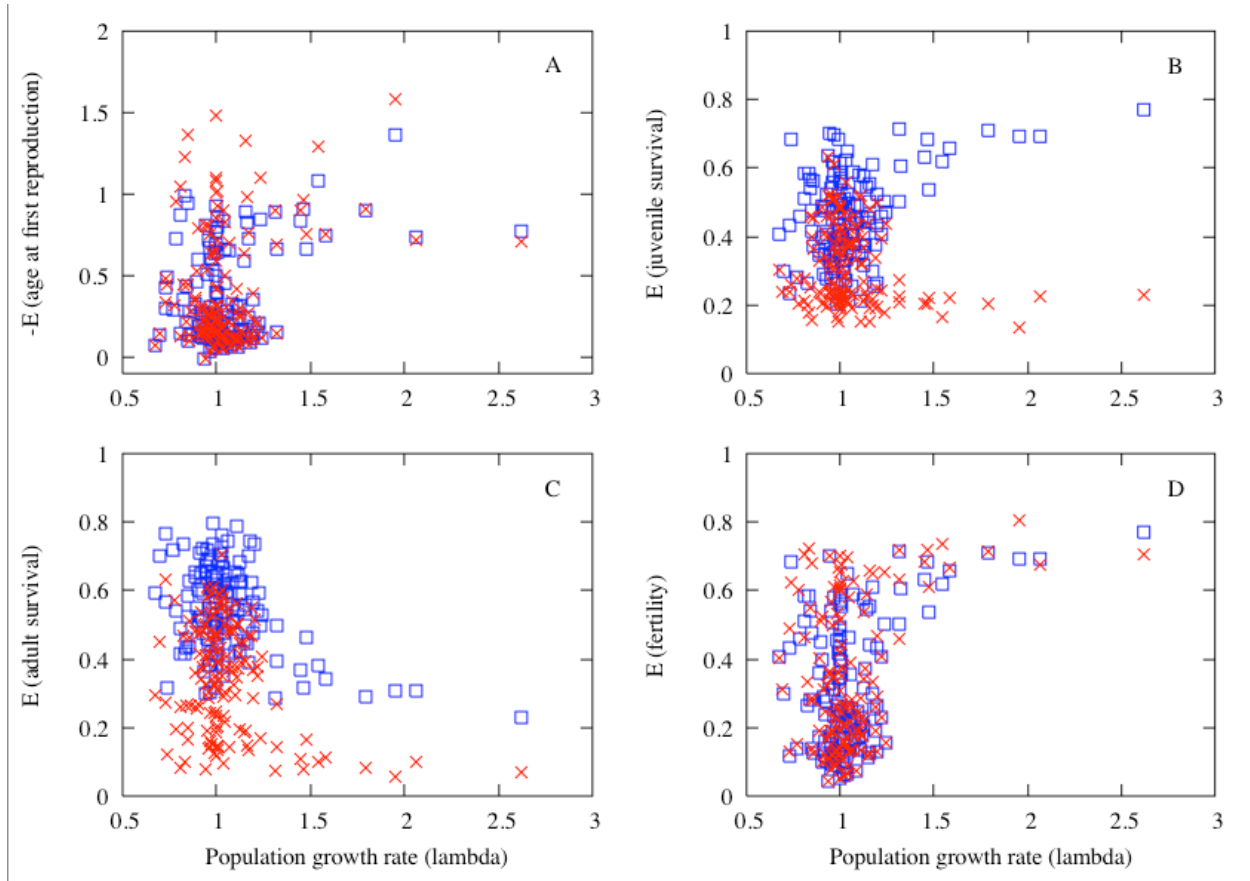 A
-E (age at first reproduction)
2
1.5
1
0.5
0
0.5 1 1.5 2 2.5 3
B
E (juvenile survival)
1
0.8
0.6
0.4
0.2
0
0.5 1 1.5 2 2.5 3
C
E (adult survival)
1
0.8
0.6
0.4
0.2
0
0.5 1 1.5 2 2.5 3
Population growth rate (lambda)
D
E (fertility)
1
0.8
0.6
0.4
0.2
0
0.5 1 1.5 2 2.5 3
Population growth rate (lambda)